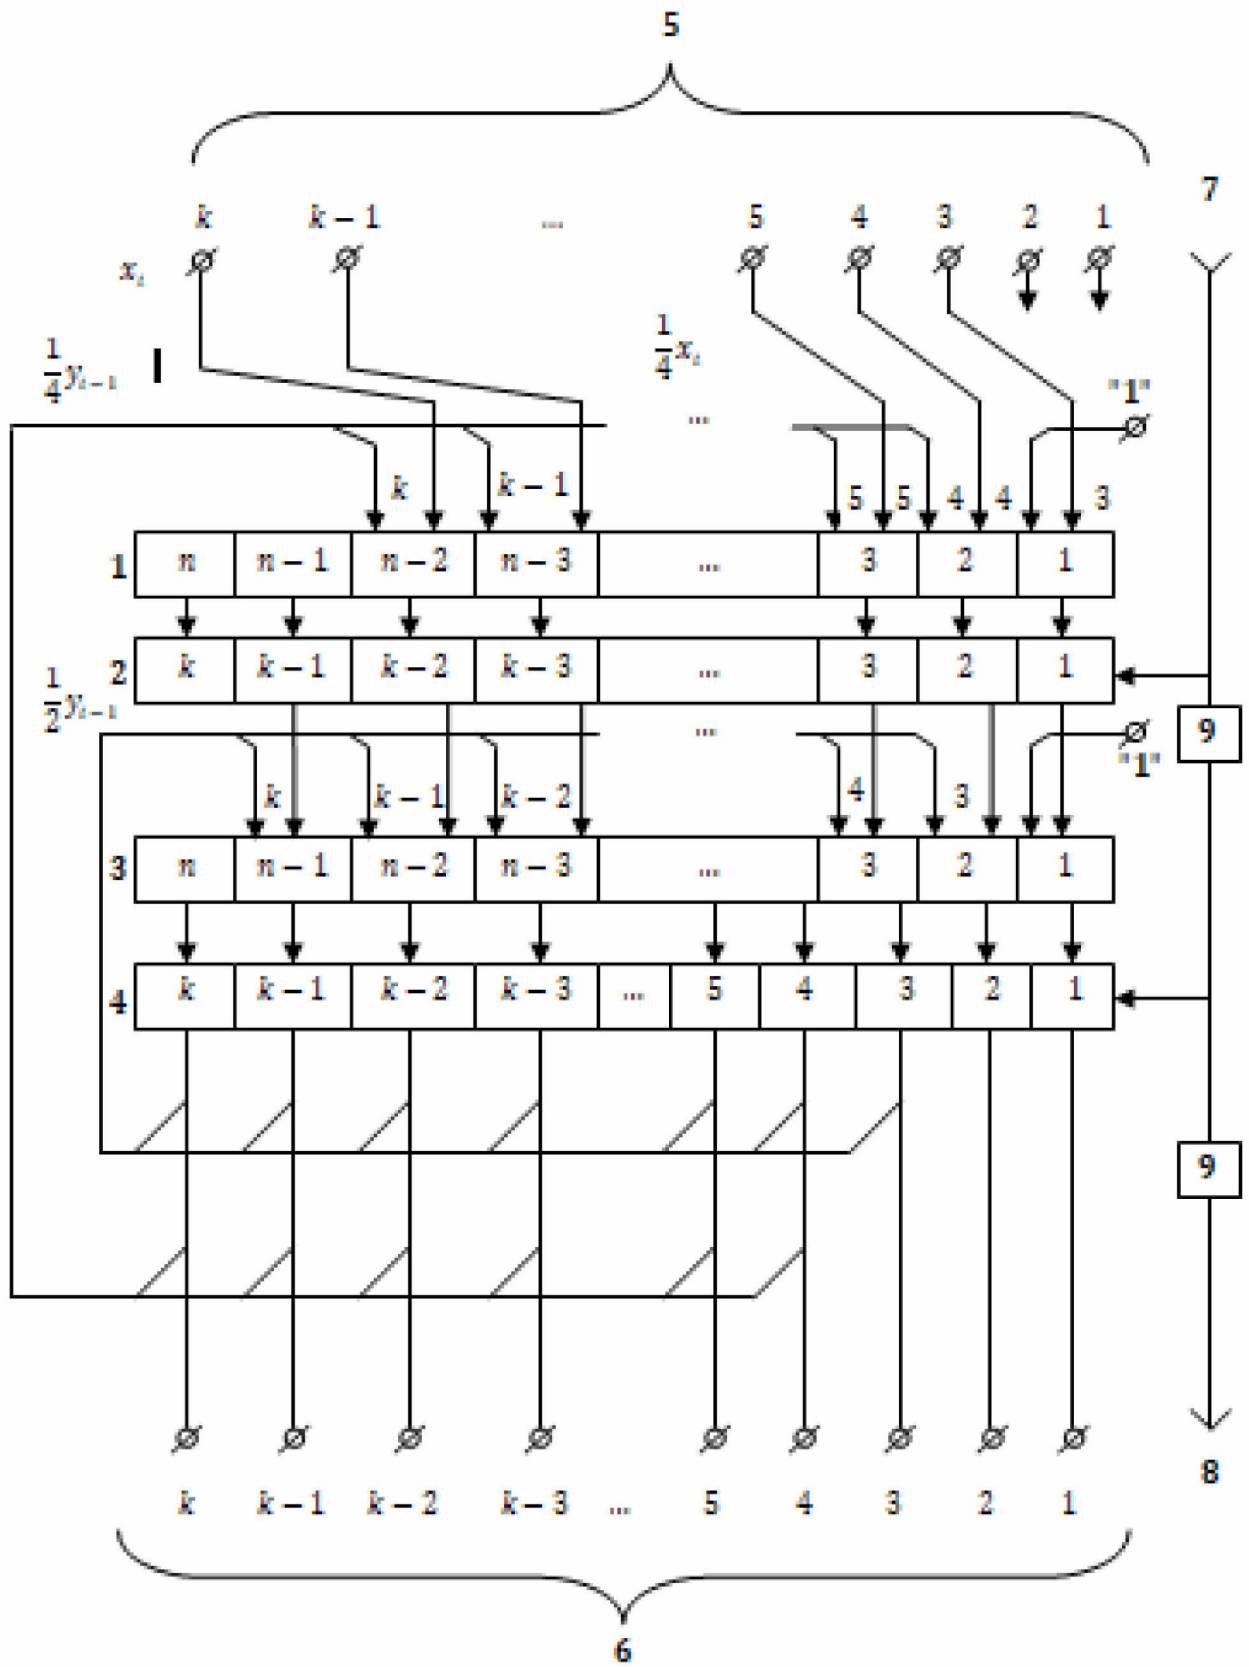 5
7
k k − 1 ... 5 4 3 2 1
x_i
1/4 y_{i−1} 1/4 x_i
"1"
...
k k − 1 5 5 4 4 3
1 n n − 1 n − 2 n − 3 ... 3 2 1
2 k k − 1 k − 2 k − 3 ... 3 2 1
1/2 y_{i−1} ... 9
"1"
k k − 1 k − 2 4 3
3 n n − 1 n − 2 n − 3 ... 3 2 1
4 k k − 1 k − 2 k − 3 ... 5 4 3 2 1
9
8
k k − 1 k − 2 k − 3 ... 5 4 3 2 1
6